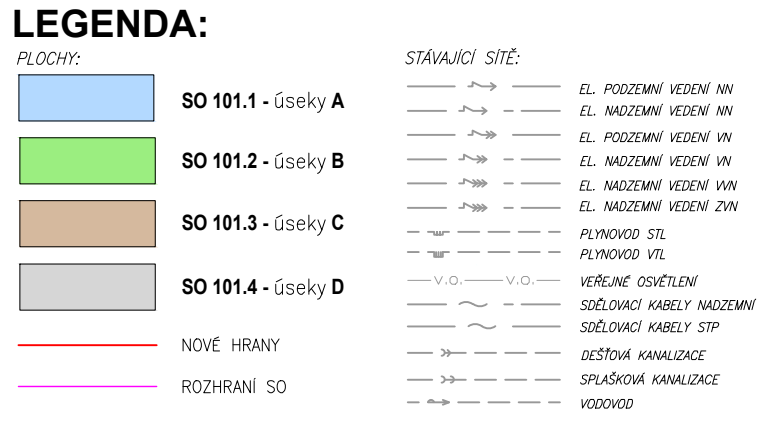 LEGENDA:
PLOCHY:
SO 101.1 - úseky A
SO 101.2 - úseky B
SO 101.3 - úseky C
SO 101.4 - úseky D
NOVÉ HRANY
ROZHRANÍ SO
STÁVAJÍCÍ SÍTĚ:
EL. PODZEMNÍ VEDENÍ NN
EL. NADZEMNÍ VEDENÍ NN
EL. PODZEMNÍ VEDENÍ VN
EL. NADZEMNÍ VEDENÍ VN
EL. NADZEMNÍ VEDENÍ VVN
EL. NADZEMNÍ VEDENÍ ZVN
PLYNOVOD STL
PLYNOVOD VTL
V.O. V.O. VEŘEJNÉ OSVĚTLENÍ
SDĚLOVACÍ KABELY NADZEMNÍ
SDĚLOVACÍ KABELY STP
DEŠŤOVÁ KANALIZACE
SPLAŠKOVÁ KANALIZACE
VODOVOD